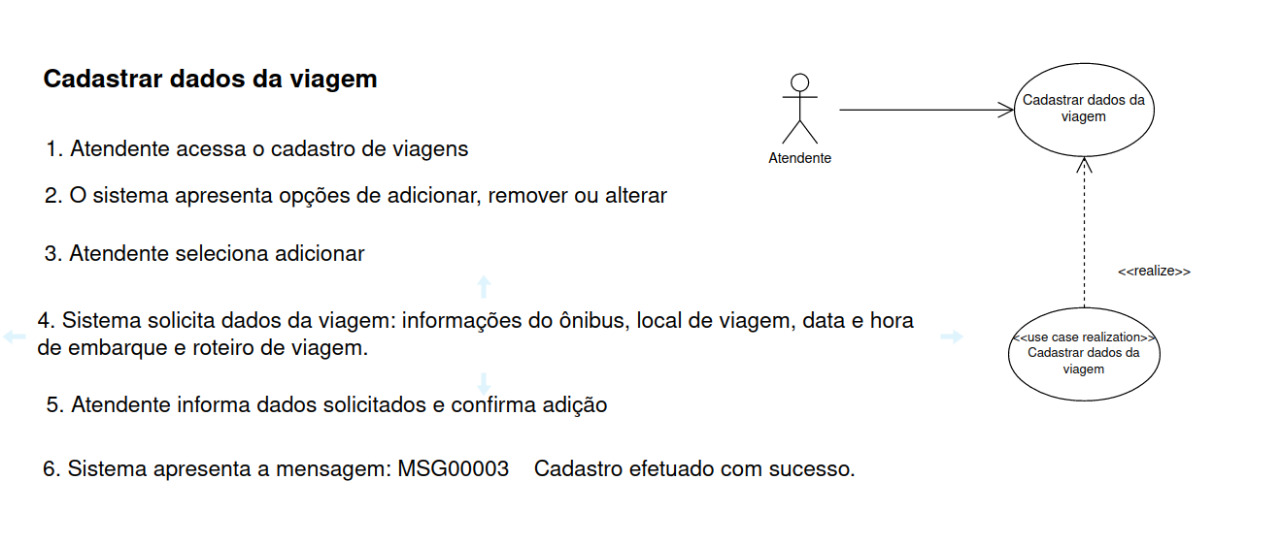 Cadastrar dados da viagem
1. Atendente acessa o cadastro de viagens
2. O sistema apresenta opções de adicionar, remover ou alterar
3. Atendente seleciona adicionar
4. Sistema solicita dados da viagem: informações do ônibus, local de viagem, data e hora
de embarque e roteiro de viagem.
5. Atendente informa dados solicitados e confirma adição
6. Sistema apresenta a mensagem: MSG00003    Cadastro efetuado com sucesso.
Atendente
Cadastrar dados da
viagem
<<realize>>
<<use case realization>>
Cadastrar dados da
viagem